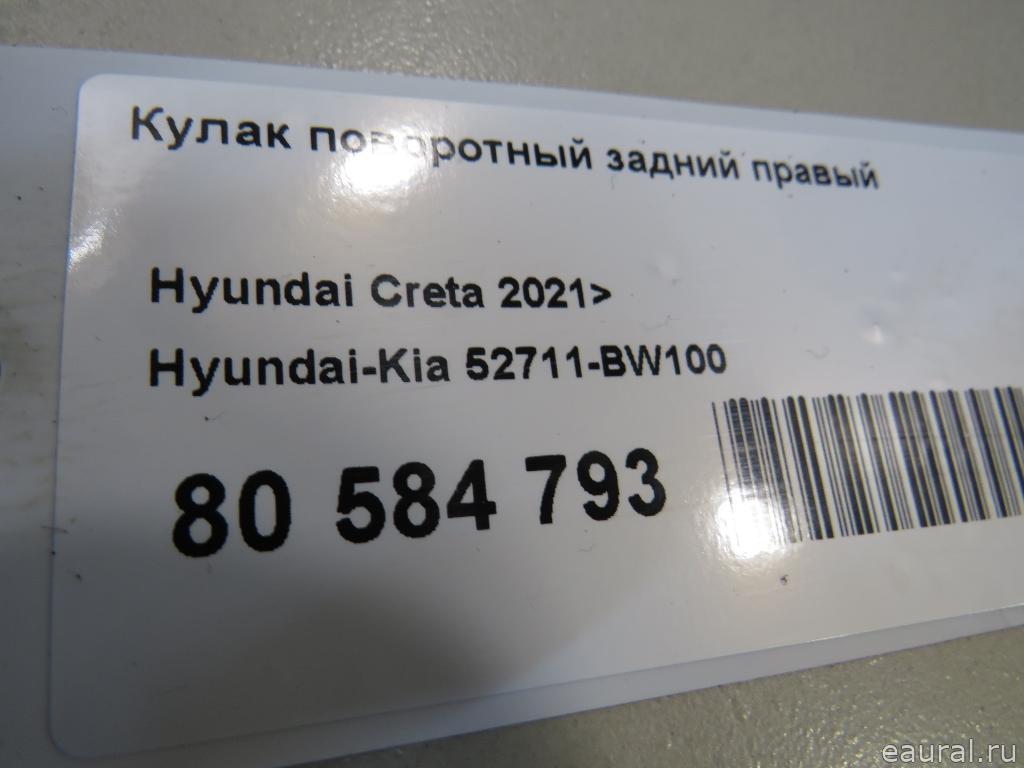 Кулак поворотный задний правый
Hyundai Creta 2021>
Hyundai-Kia 52711-BW100
80 584 793
eaural.ru